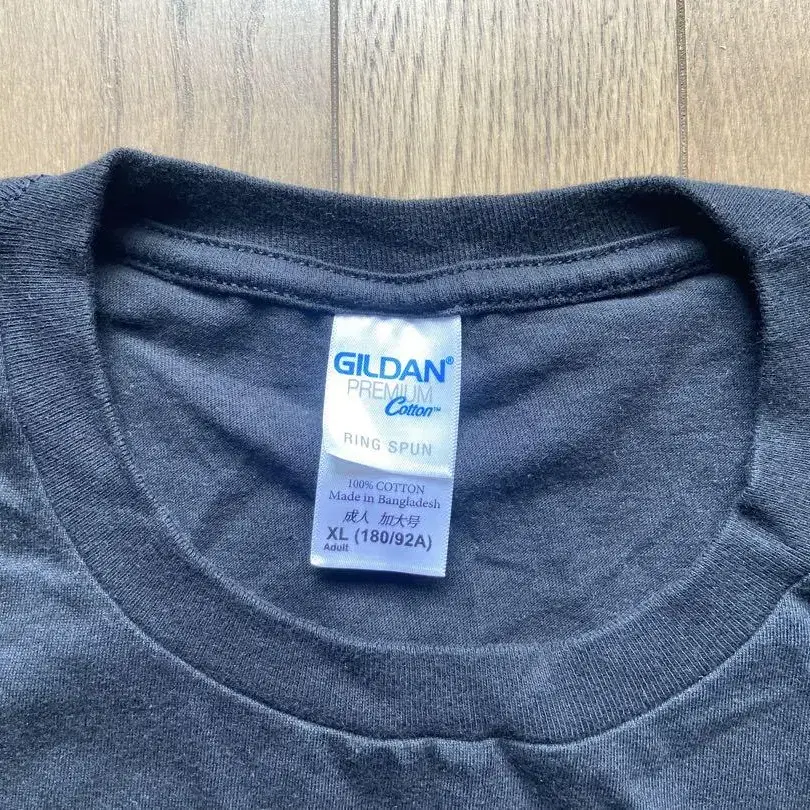 GILDAN®
PREMIUM
Cotton™
RING SPUN
100% COTTON
Made in Bangladesh
成人 加大号
XL (180/92A)
Adult